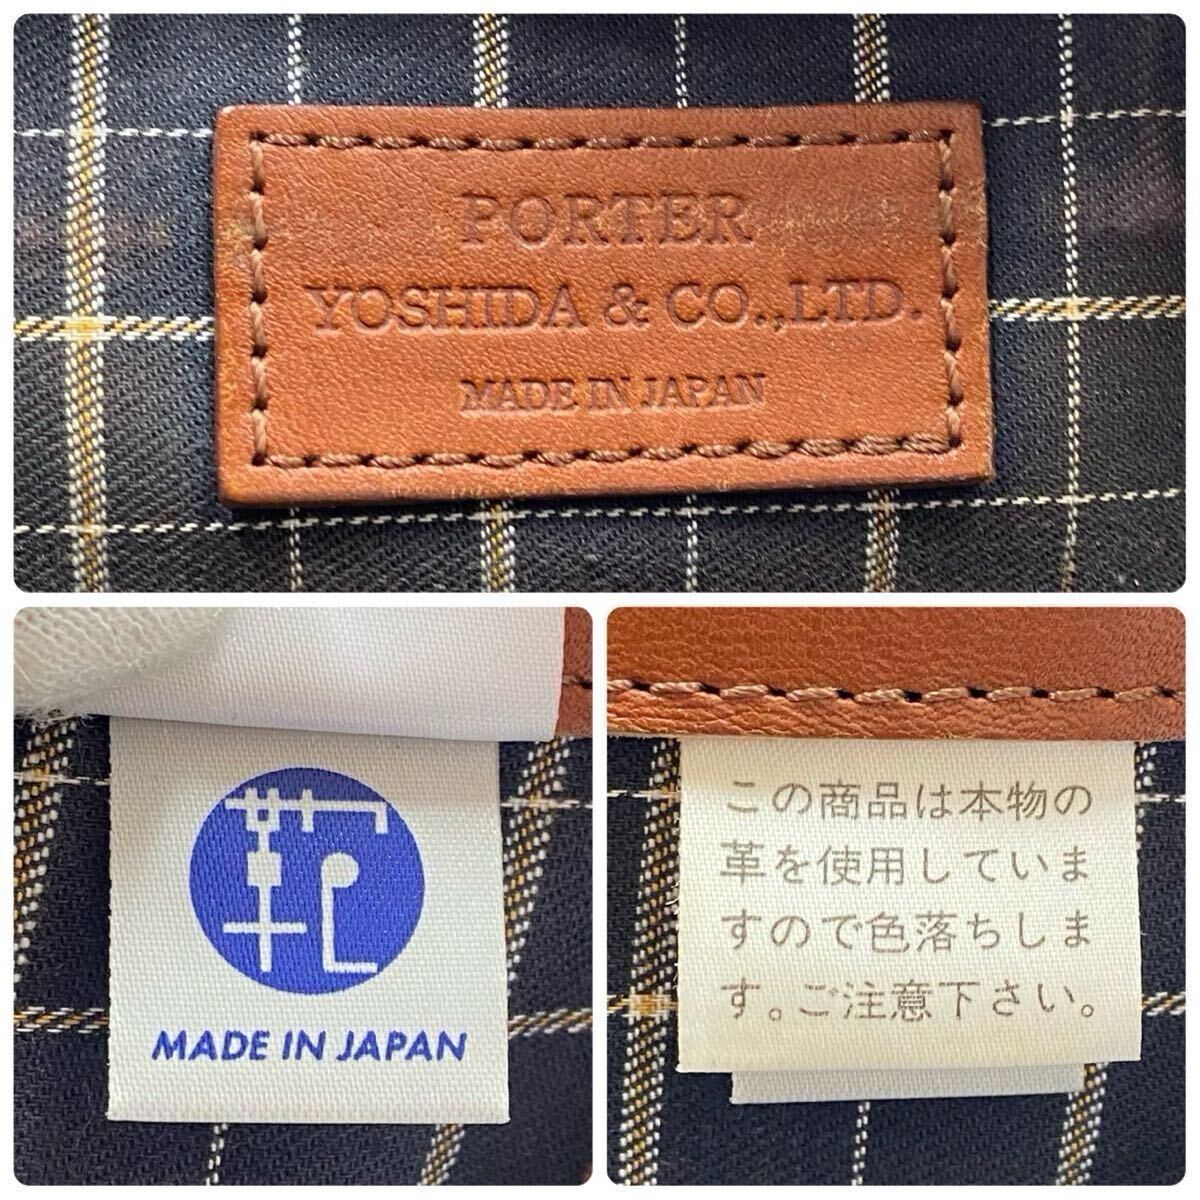 PORTER
YOSHIDA & CO.,LTD.
MADE IN JAPAN
MADE IN JAPAN
この商品は本物の
革を使用していま
すので色落ちしま
す。ご注意下さい。